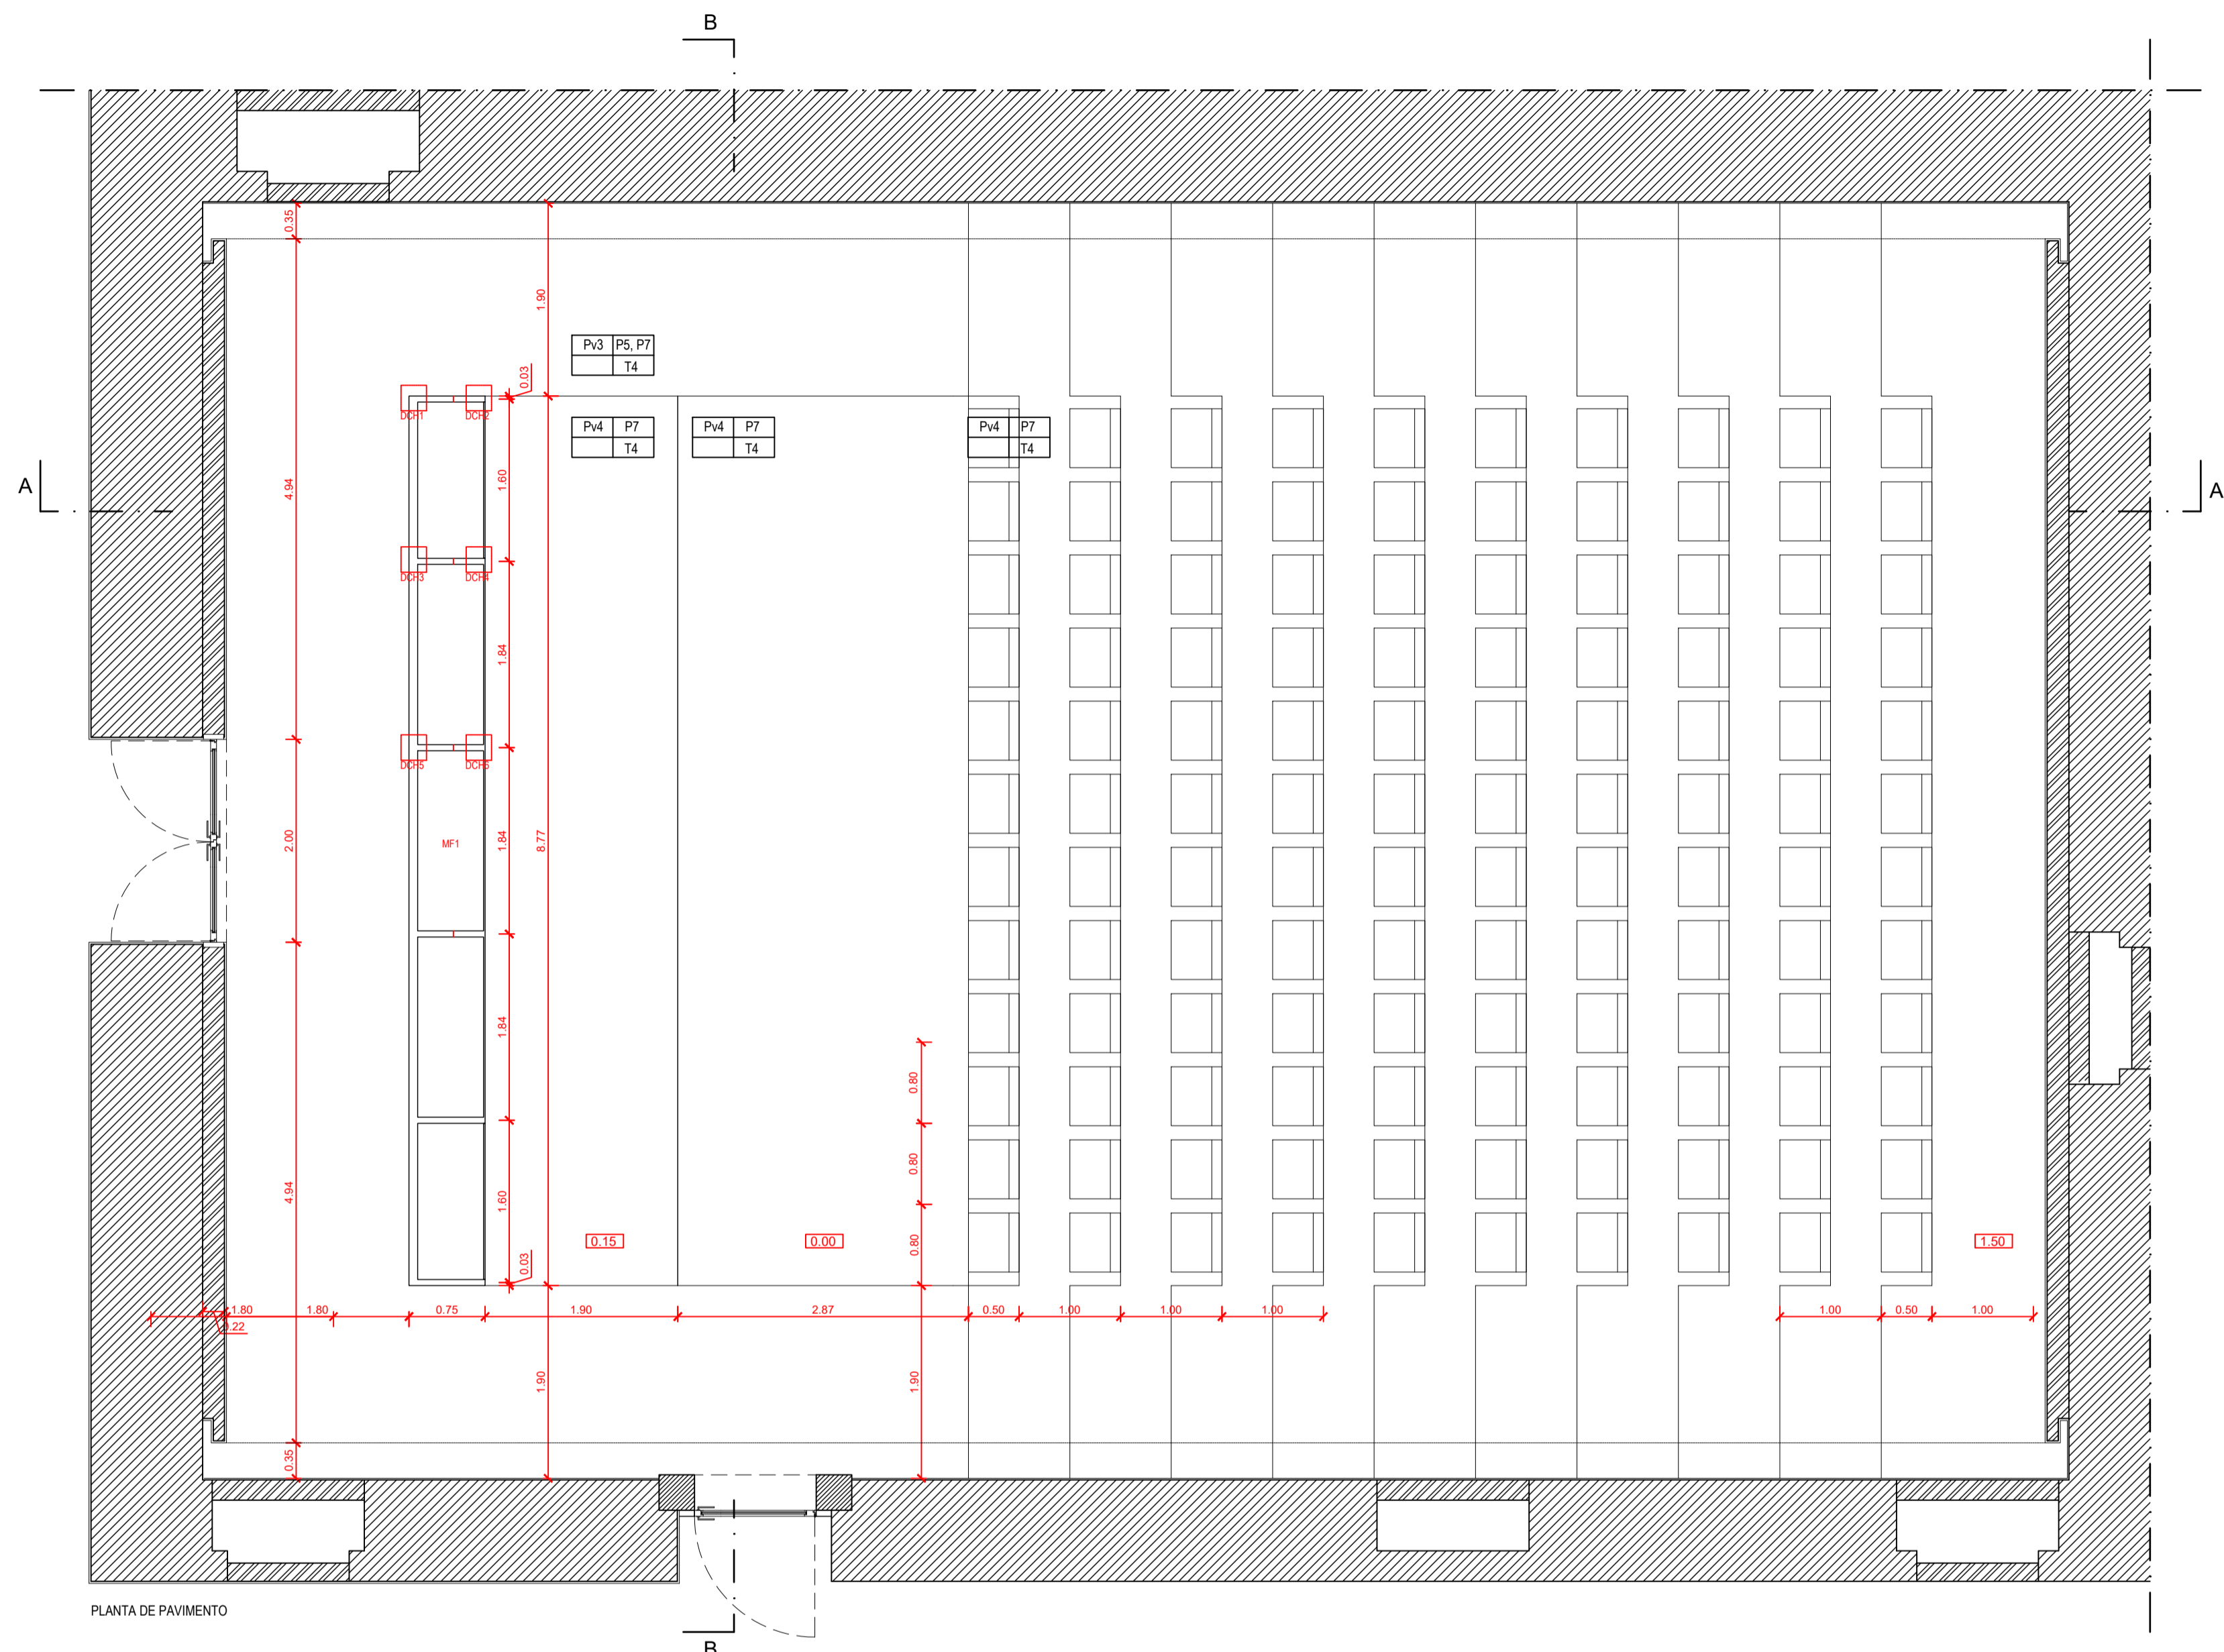 B
0.35
1.90
Pv3 P5, P7
T4
0.03
DCH1 DCH2
Pv4 P7
T4
Pv4 P7
T4
Pv4 P7
T4
A
A
4.94
1.60
DCH3 DCH4
1.84
DCH5
2.00
MF1
1.84
8.77
1.84
0.80
4.94
1.60
0.80
0.80
0.15
0.00
1.50
0.03
1.80
1.80
0.75
1.90
2.87
0.50
1.00
1.00
1.00
1.00
0.50
1.00
0.22
1.90
1.90
0.35
PLANTA DE PAVIMENTO
B